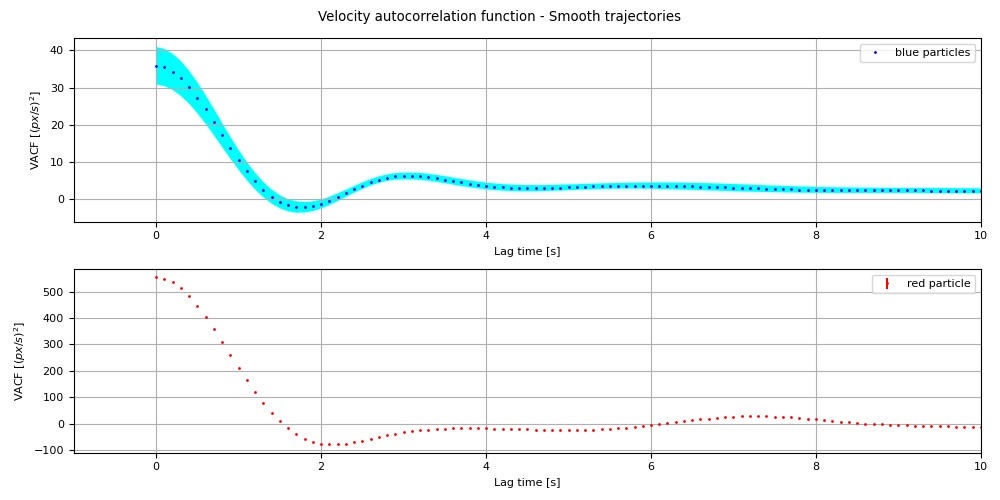 Velocity autocorrelation function - Smooth trajectories
40
30
20
10
0
VACF [(px/s)²]
blue particles
0 2 4 6 8 10
Lag time [s]
500
400
300
200
100
0
−100
VACF [(px/s)²]
red particle
0 2 4 6 8 10
Lag time [s]